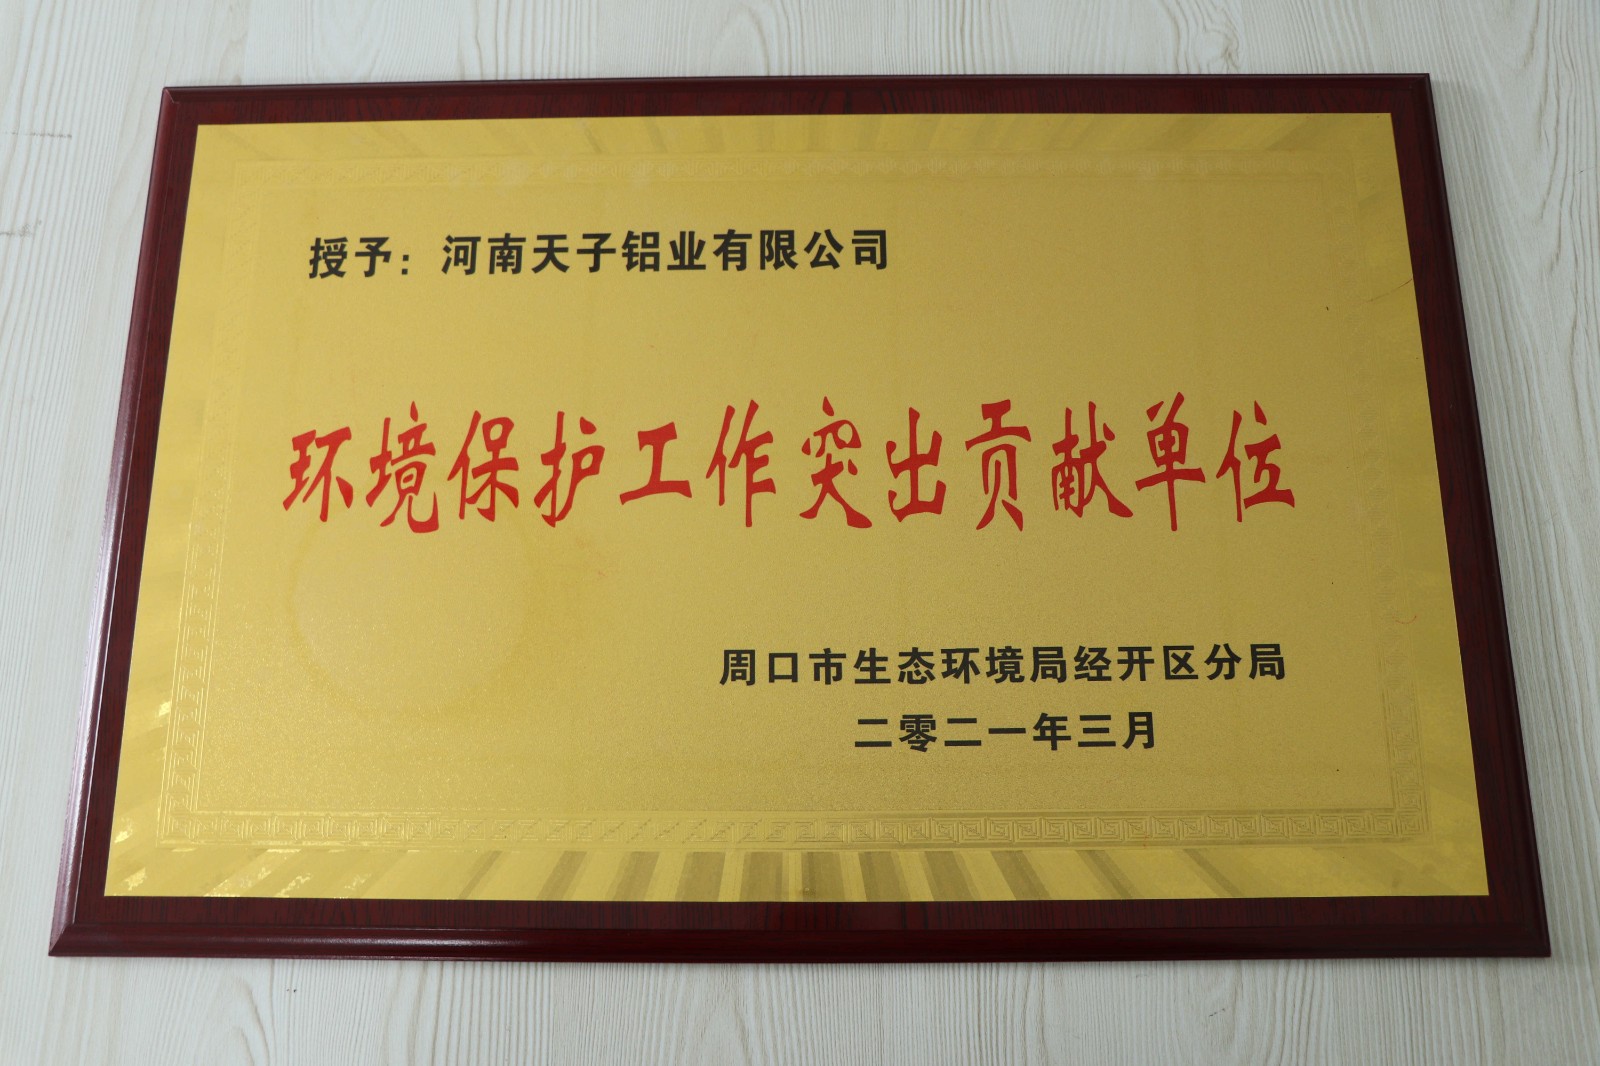 授予：河南天子铝业有限公司
环境保护工作突出贡献单位
周口市生态环境局经开区分局
二零二一年三月